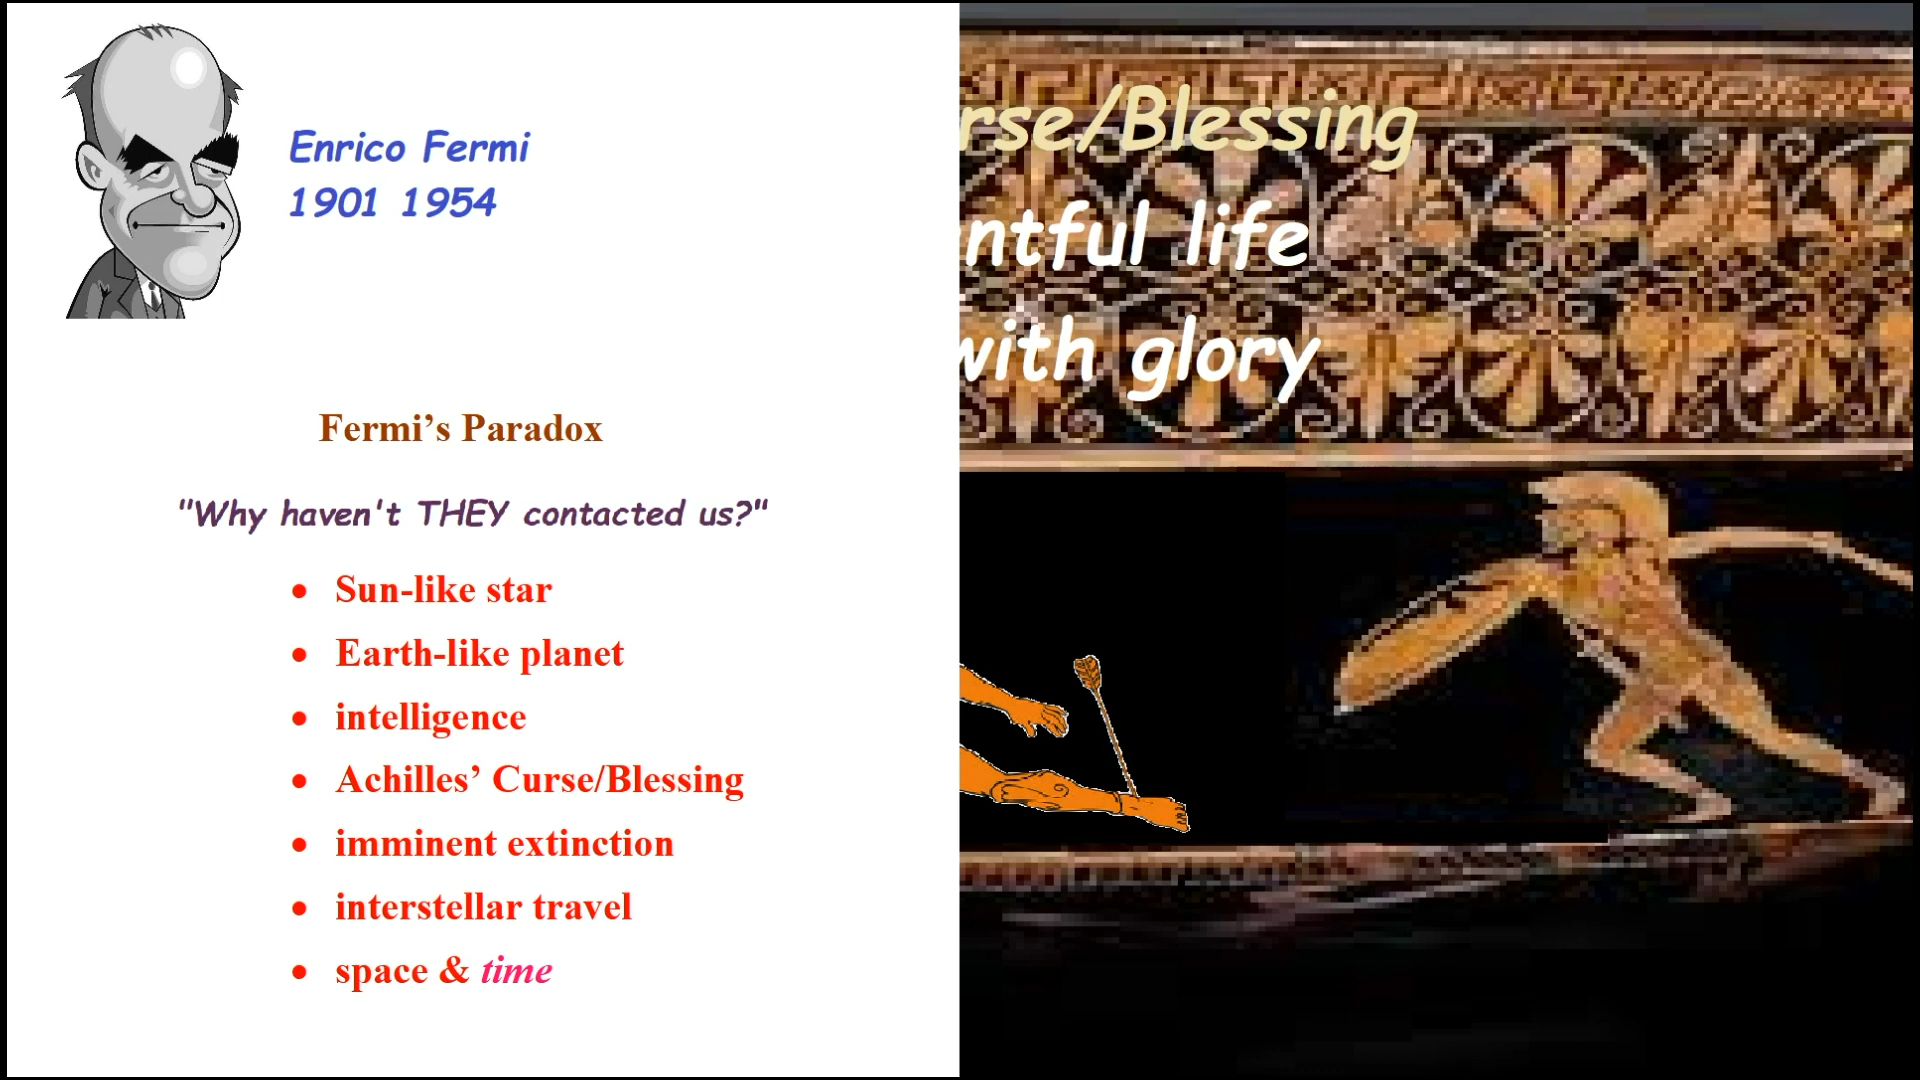 Enrico Fermi
1901 1954
Fermi’s Paradox
"Why haven't THEY contacted us?"
• Sun-like star
• Earth-like planet
• intelligence
• Achilles’ Curse/Blessing
• imminent extinction
• interstellar travel
• space & time
rse/Blessing
ntful life
with glory